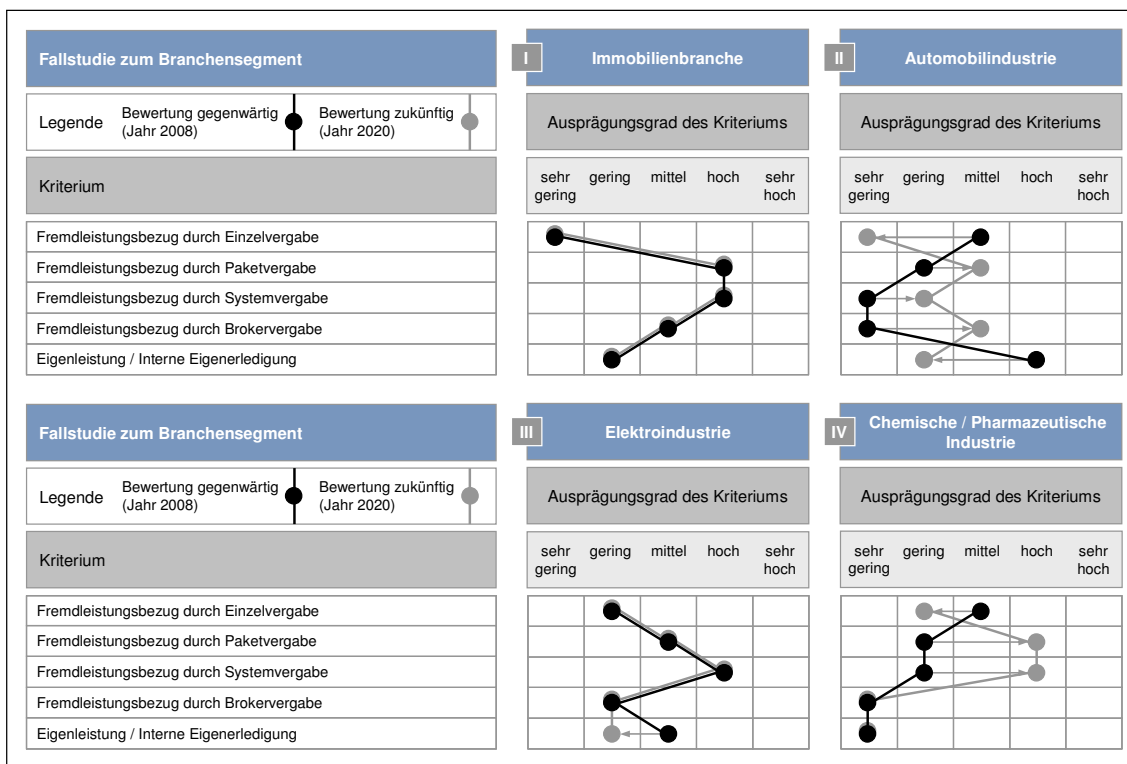 Fallstudie zum Branchensegment
I
Immobilienbranche
II
Automobilindustrie
Legende
Bewertung gegenwärtig
(Jahr 2008)
Bewertung zukünftig
(Jahr 2020)
Ausprägungsgrad des Kriteriums
Ausprägungsgrad des Kriteriums
Kriterium
sehr gering
gering
mittel
hoch
sehr hoch
sehr gering
gering
mittel
hoch
sehr hoch
Fremdleistungsbezug durch Einzelvergabe
Fremdleistungsbezug durch Paketvergabe
Fremdleistungsbezug durch Systemvergabe
Fremdleistungsbezug durch Brokervergabe
Eigenleistung / Interne Eigenerledigung
Fallstudie zum Branchensegment
III
Elektroindustrie
IV
Chemische / Pharmazeutische
Industrie
Legende
Bewertung gegenwärtig
(Jahr 2008)
Bewertung zukünftig
(Jahr 2020)
Ausprägungsgrad des Kriteriums
Ausprägungsgrad des Kriteriums
Kriterium
sehr gering
gering
mittel
hoch
sehr hoch
sehr gering
gering
mittel
hoch
sehr hoch
Fremdleistungsbezug durch Einzelvergabe
Fremdleistungsbezug durch Paketvergabe
Fremdleistungsbezug durch Systemvergabe
Fremdleistungsbezug durch Brokervergabe
Eigenleistung / Interne Eigenerledigung